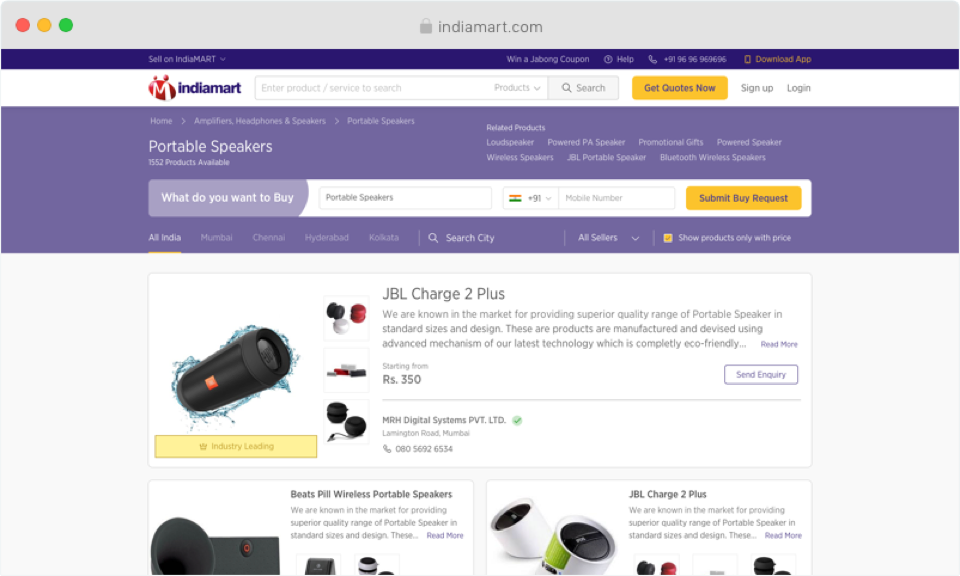 indiamart.com
Sell on IndiaMART
Win a Jabong Coupon
Help
+91 96 96 969696
Download App
indiamart
Enter product / service to search
Products
Search
Get Quotes Now
Sign up
Login
Home > Amplifiers, Headphones & Speakers > Portable Speakers
Portable Speakers
1552 Products Available
Related Products
Loudspeaker Powered PA Speaker Promotional Gifts Powered Speaker
Wireless Speakers JBL Portable Speaker Bluetooth Wireless Speakers
What do you want to Buy
Portable Speakers
+91
Mobile Number
Submit Buy Request
All India Mumbai Chennai Hyderabad Kolkata
Search City
All Sellers
Show products only with price
JBL Charge 2 Plus
We are known in the market for providing superior quality range of Portable Speaker in
standard sizes and design. These are products are manufactured and devised using
advanced mechanism of our latest technology which is completly eco-friendly... Read More
Starting from
Rs. 350
Send Enquiry
MRH Digital Systems PVT. LTD.
Lamington Road, Mumbai
080 5692 6534
JBL
Industry Leading
Beats Pill Wireless Portable Speakers
We are known in the market for providing
superior quality range of Portable Speaker in
standard sizes and design. These... Read More
JBL Charge 2 Plus
We are known in the market for providing
superior quality range of Portable Speaker in
standard sizes and design. These... Read More